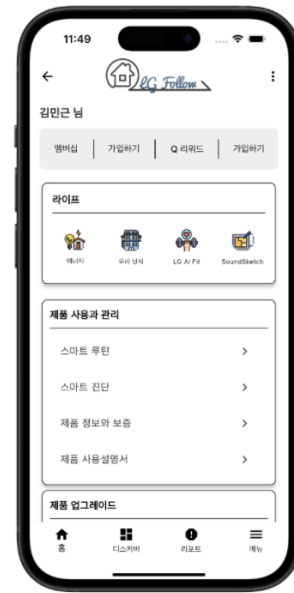 11:49
LG Follow
김민근 님
멤버십 가입하기 Q 리워드 가입하기
라이프
에너지 우리 단지 LG AI Fit SoundSketch
제품 사용과 관리
스마트 루틴
스마트 진단
제품 정보와 보증
제품 사용설명서
제품 업그레이드
홈 디스커버 리포트 메뉴